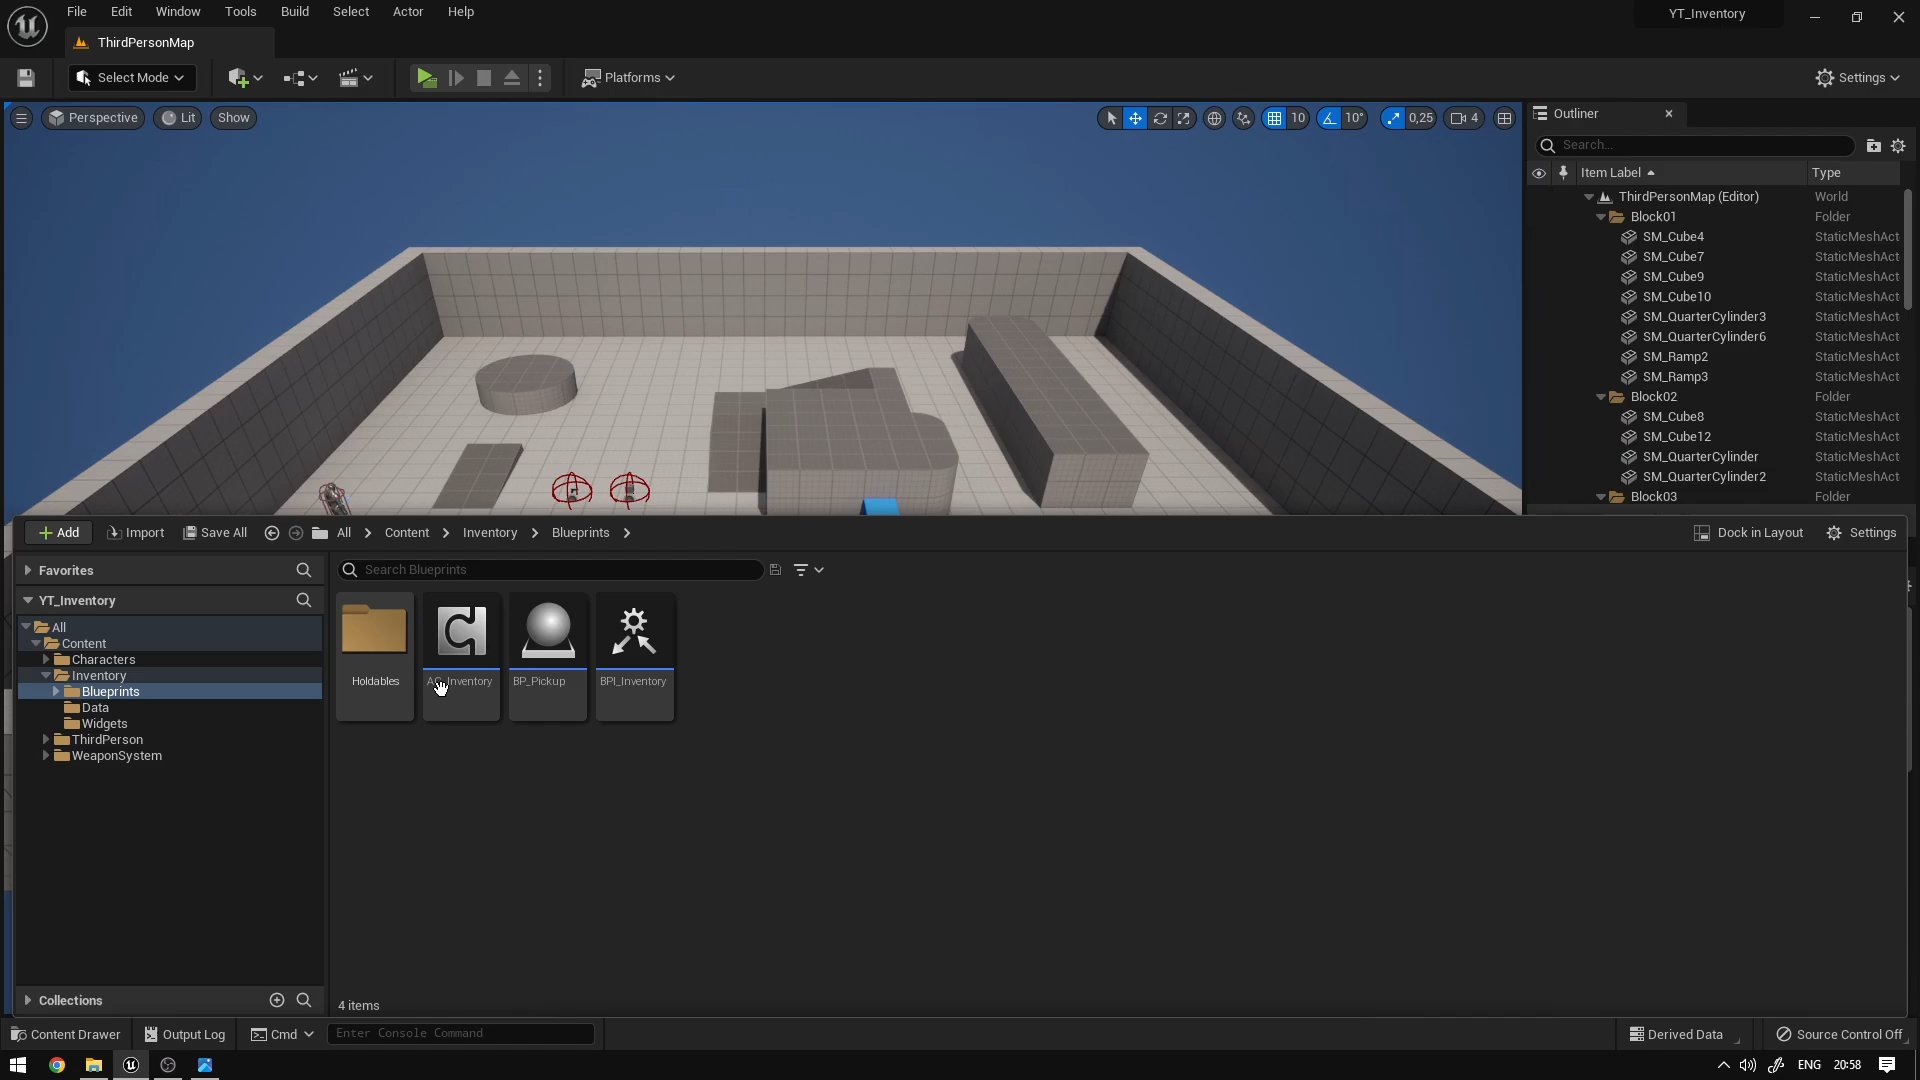 File Edit Window Tools Build Select Actor Help
YT_Inventory
ThirdPersonMap
Select Mode
Platforms
Settings
Perspective
Lit
Show
10
10°
0,25
4
Outliner
Search...
Item Label
Type
ThirdPersonMap (Editor) World
Block01 Folder
SM_Cube4 StaticMeshAct
SM_Cube7 StaticMeshAct
SM_Cube9 StaticMeshAct
SM_Cube10 StaticMeshAct
SM_QuarterCylinder3 StaticMeshAct
SM_QuarterCylinder6 StaticMeshAct
SM_Ramp2 StaticMeshAct
SM_Ramp3 StaticMeshAct
Block02 Folder
SM_Cube8 StaticMeshAct
SM_Cube12 StaticMeshAct
SM_QuarterCylinder StaticMeshAct
SM_QuarterCylinder2 StaticMeshAct
Block03 Folder
Add
Import
Save All
All
Content
Inventory
Blueprints
Dock in Layout
Settings
Favorites
Search Blueprints
YT_Inventory
All
Content
Characters
Inventory
Blueprints
Data
Widgets
ThirdPerson
WeaponSystem
Holdables
AC_Inventory
BP_Pickup
BPI_Inventory
Collections
4 items
Content Drawer
Output Log
Cmd
Enter Console Command
Derived Data
Source Control Off
ENG
20:58